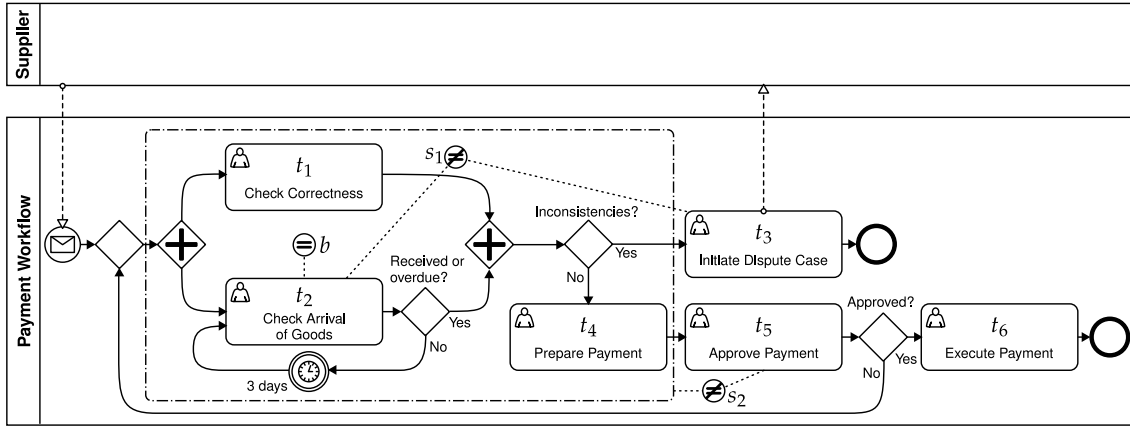 Supplier
Payment Workflow
t1
Check Correctness
s1
≠
= b
t2
Check Arrival
of Goods
3 days
Received or
overdue?
Yes
No
Inconsistencies?
Yes
No
t3
Initiate Dispute Case
t4
Prepare Payment
t5
Approve Payment
≠ s2
Approved?
Yes
No
t6
Execute Payment